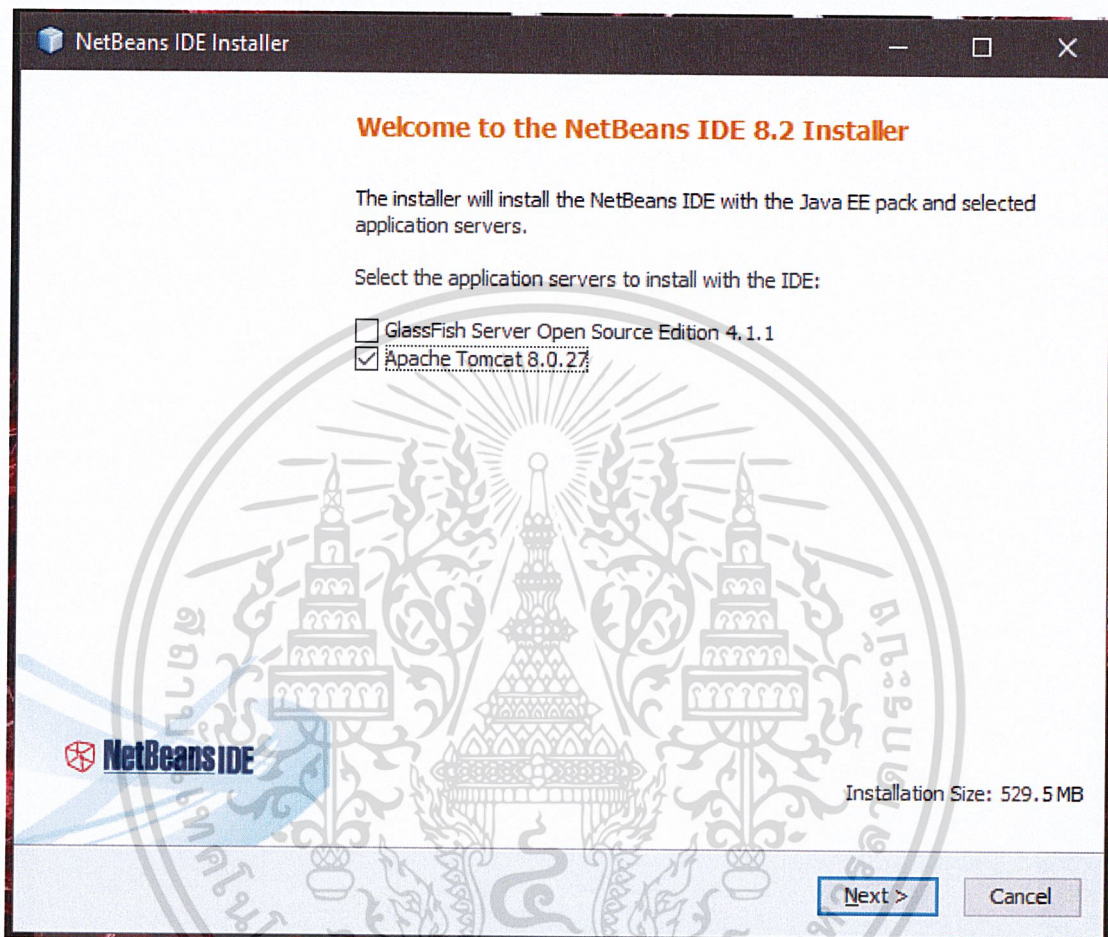 NetBeans IDE Installer
Welcome to the NetBeans IDE 8.2 Installer
The installer will install the NetBeans IDE with the Java EE pack and selected
application servers.
Select the application servers to install with the IDE:
GlassFish Server Open Source Edition 4.1.1
Apache Tomcat 8.0.27
NetBeans IDE
Installation Size: 529.5 MB
Next >
Cancel